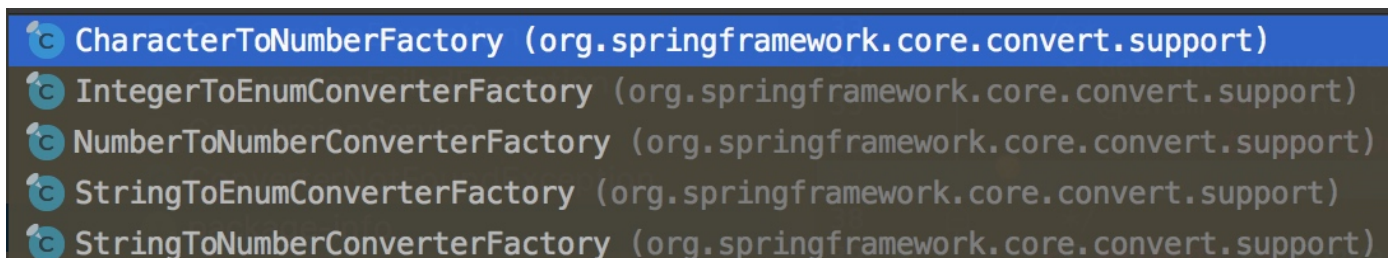 CharacterToNumberFactory (org.springframework.core.convert.support)
IntegerToEnumConverterFactory (org.springframework.core.convert.support)
NumberToNumberConverterFactory (org.springframework.core.convert.support)
StringToEnumConverterFactory (org.springframework.core.convert.support)
StringToNumberConverterFactory (org.springframework.core.convert.support)